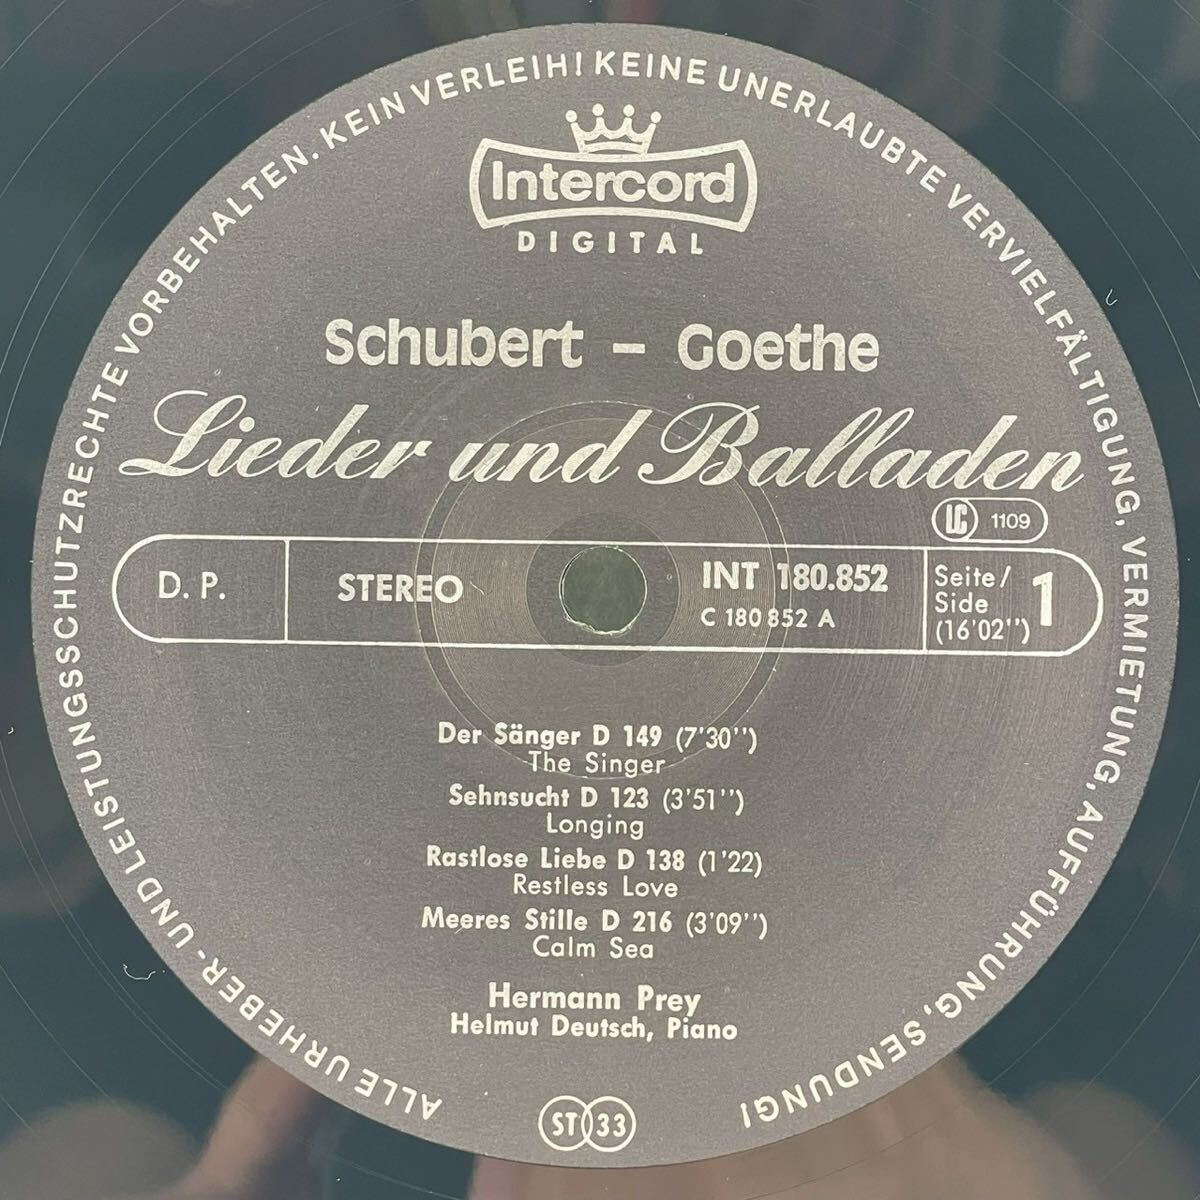 ALLE URHEBER- UND LEISTUNGSSCHUTZRECHTE VORBEHALTEN. KEIN VERLEIH! KEINE UNERLAUBTE VERVIELFÄLTIGUNG, VERMIETUNG, AUFFÜHRUNG, SENDUNG!
Intercord
DIGITAL
Schubert – Goethe
Lieder und Balladen
LC 1109
D. P. STEREO INT 180.852
C 180 852 A
Seite/
Side 1
(16'02'')
Der Sänger D 149 (7'30'')
The Singer
Sehnsucht D 123 (3'51'')
Longing
Rastlose Liebe D 138 (1'22)
Restless Love
Meeres Stille D 216 (3'09'')
Calm Sea
Hermann Prey
Helmut Deutsch, Piano
ST 33